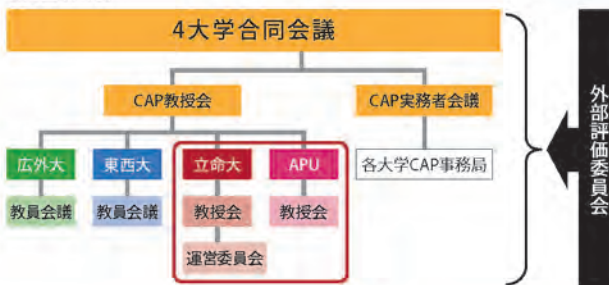 4大学合同会議
CAP教授会
CAP実務者会議
広外大
東西大
立命大
APU
各大学CAP事務局
教員会議
教員会議
教授会
教授会
運営委員会
外部評価委員会